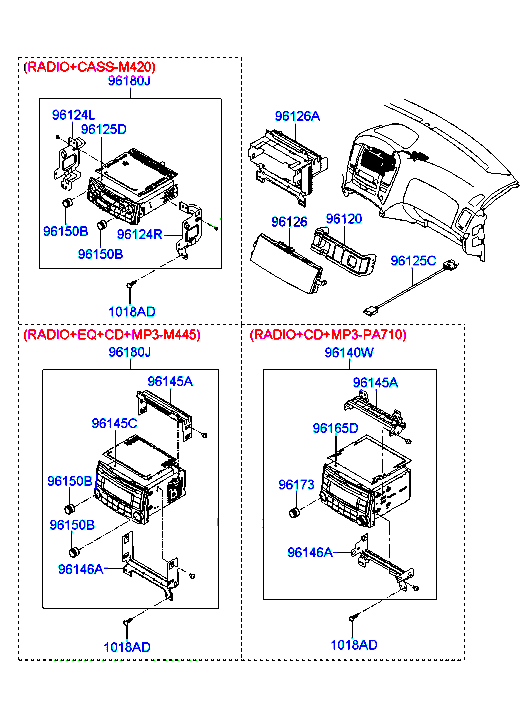 (RADIO+CASS-M420)
96180J
96124L
96125D
96150B
96150B
96124R
1018AD
96126A
96126
96120
96125C
(RADIO+EQ+CD+MP3-M445)
96180J
96145A
96145C
96150B
96150B
96146A
1018AD
(RADIO+CD+MP3-PA710)
96140W
96145A
96165D
96173
96146A
1018AD